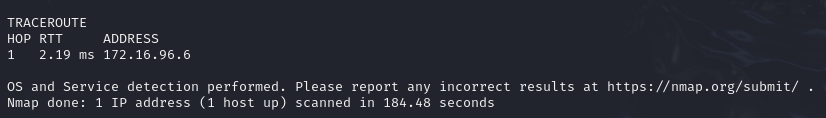 TRACEROUTE
HOP RTT     ADDRESS
1   2.19 ms 172.16.96.6

OS and Service detection performed. Please report any incorrect results at https://nmap.org/submit/ .
Nmap done: 1 IP address (1 host up) scanned in 184.48 seconds